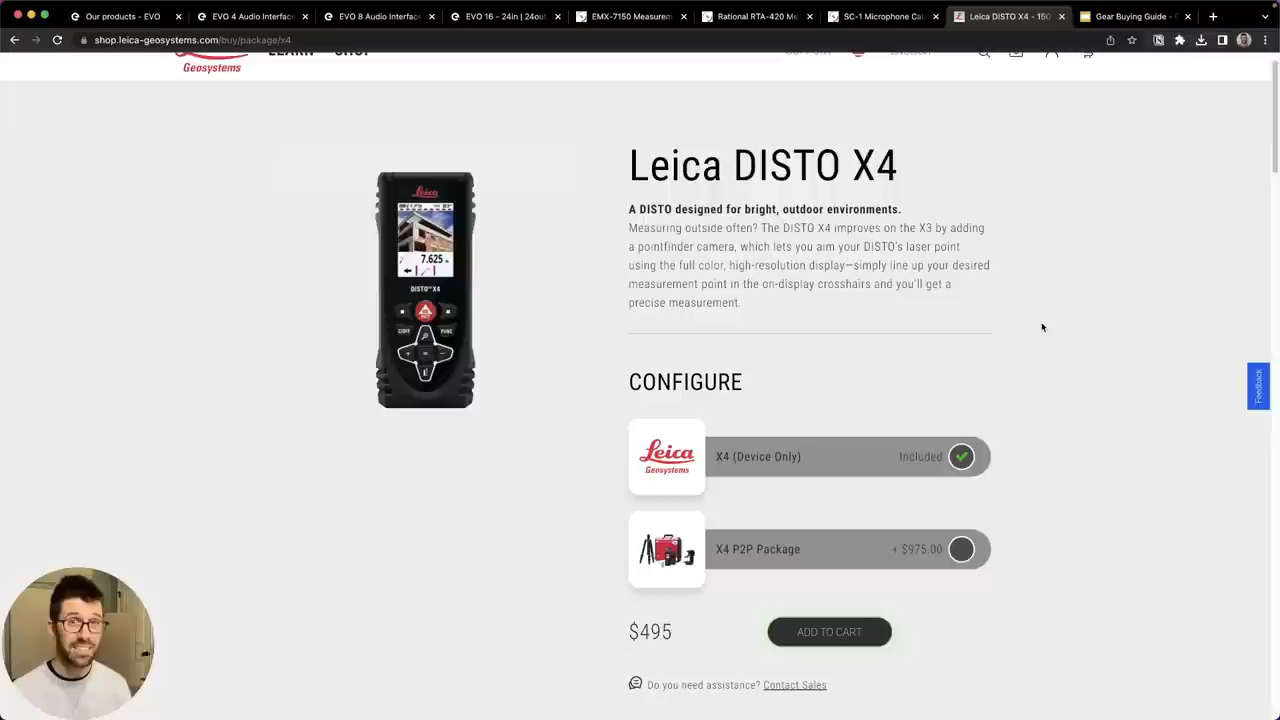 Our products - EVO
EVO 4 Audio Interface
EVO 8 Audio Interfac
EVO 16 - 24in | 24out
EMX-7150 Measurem
Rational RTA-420 Me
SC-1 Microphone Cal
Leica DISTO X4 - 150
Gear Buying Guide -
shop.leica-geosystems.com/buy/package/x4
LEARN SHOP
Geosystems
Leica DISTO X4
A DISTO designed for bright, outdoor environments.
Measuring outside often? The DISTO X4 improves on the X3 by adding
a pointfinder camera, which lets you aim your DISTO's laser point
using the full color, high-resolution display—simply line up your desired
measurement point in the on-display crosshairs and you'll get a
precise measurement.
Leica
7.625 m
DISTO™X4
FUNC
CONFIGURE
Leica
Geosystems
X4 (Device Only)
Included
X4 P2P Package
+ $975.00
$495
ADD TO CART
Do you need assistance? Contact Sales
Feedback